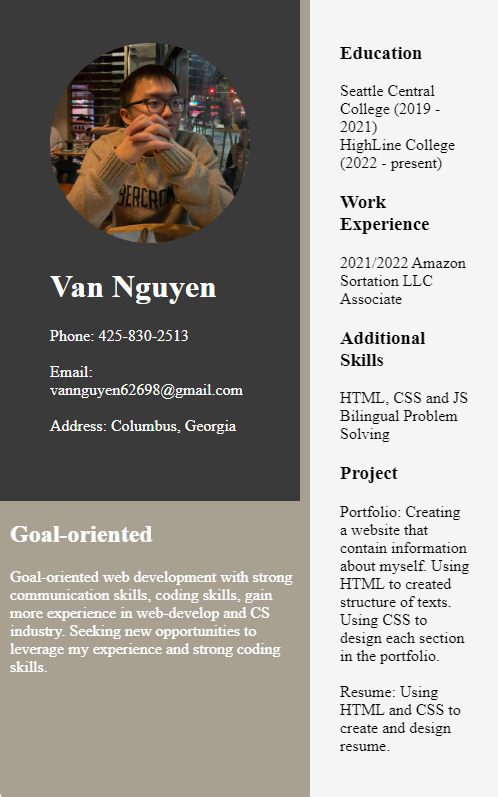 ABERCROM
Van Nguyen
Phone: 425-830-2513
Email:
vannguyen62698@gmail.com
Address: Columbus, Georgia
Goal-oriented
Goal-oriented web development with strong
communication skills, coding skills, gain
more experience in web-develop and CS
industry. Seeking new opportunities to
leverage my experience and strong coding
skills.
Education
Seattle Central
College (2019 -
2021)
HighLine College
(2022 - present)
Work
Experience
2021/2022 Amazon
Sortation LLC
Associate
Additional
Skills
HTML, CSS and JS
Bilingual Problem
Solving
Project
Portfolio: Creating
a website that
contain information
about myself. Using
HTML to created
structure of texts.
Using CSS to
design each section
in the portfolio.
Resume: Using
HTML and CSS to
create and design
resume.